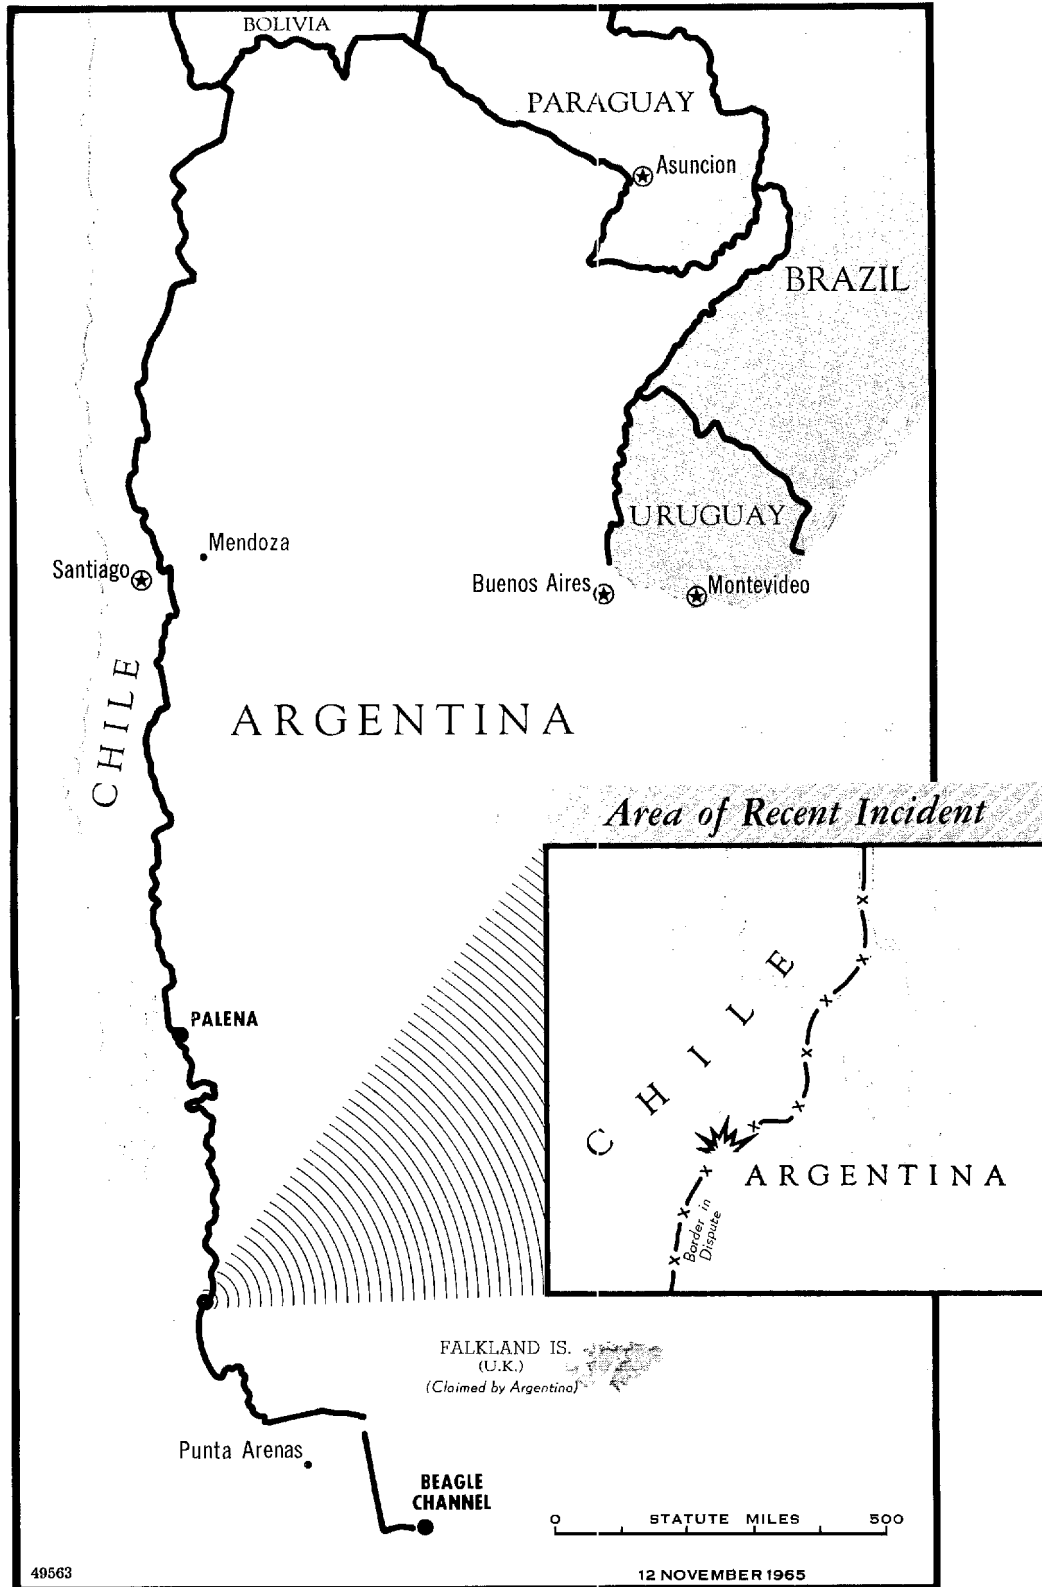 BOLIVIA
PARAGUAY
Asuncion
BRAZIL
URUGUAY
Mendoza
Santiago
Buenos Aires
Montevideo
CHILE
ARGENTINA
Area of Recent Incident
CHILE
ARGENTINA
Border in
Dispute
PALENA
FALKLAND IS.
(U.K.)
(Claimed by Argentina)
Punta Arenas
BEAGLE
CHANNEL
0 STATUTE MILES 500
49563
12 NOVEMBER 1965